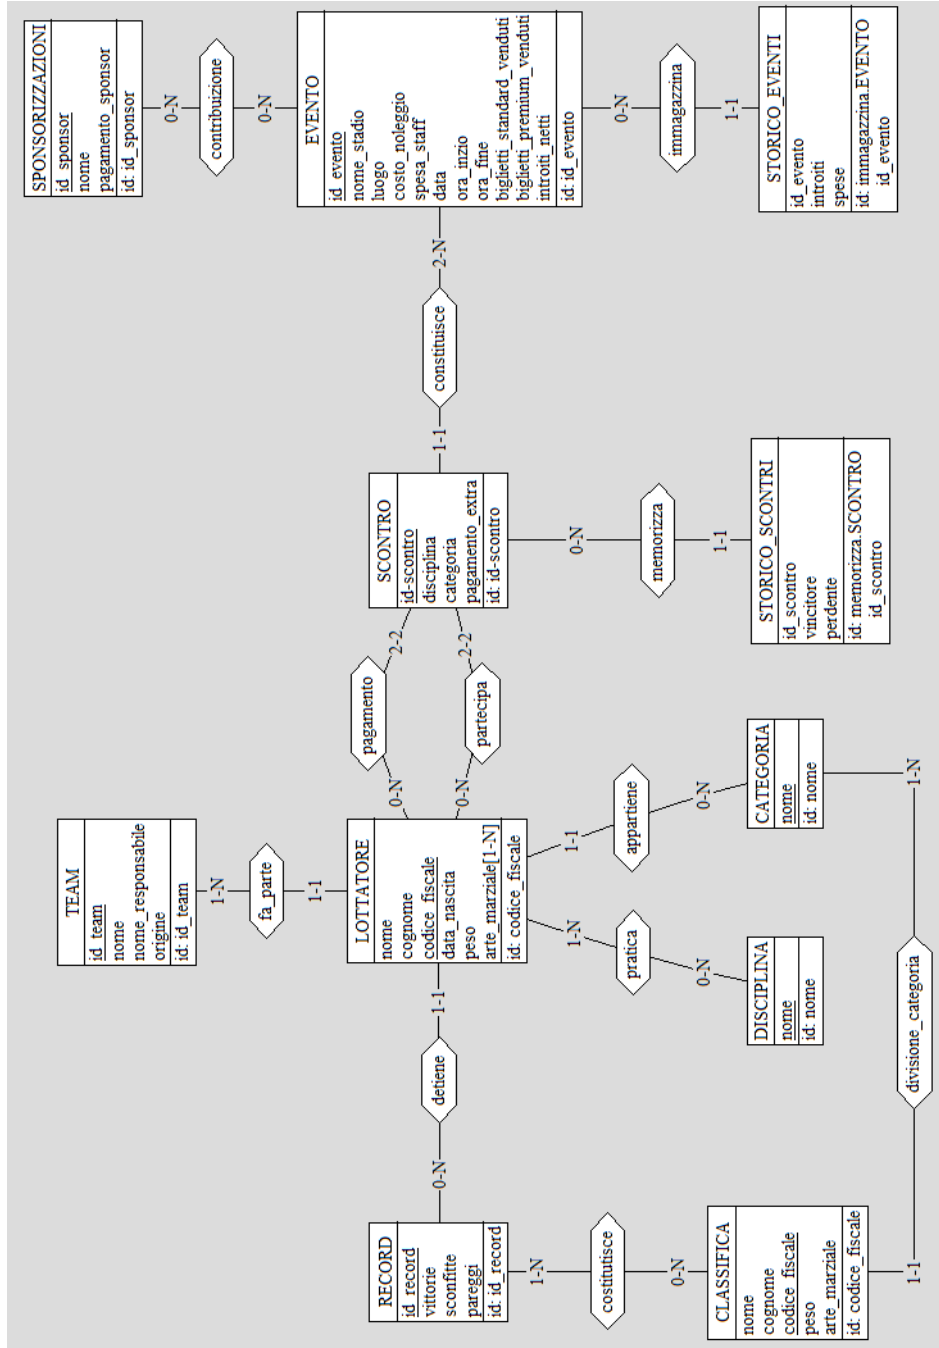 TEAM
id_team
nome
nome_responsabile
origine
id: id_team
SPONSORIZZAZIONI
id_sponsor
nome
pagamento_sponsor
id: id_sponsor
1-N
fa_parte
1-1
0-N
contribuizione
0-N
RECORD
id_record
vittorie
sconfitte
pareggi
id: id_record
0-N
detiene
1-1
LOTTATORE
nome
cognome
codice_fiscale
data_nascita
peso
arte_marziale[1-N]
id: codice_fiscale
0-N
pagamento
2-2
0-N
partecipa
2-2
SCONTRO
id-scontro
disciplina
categoria
pagamento_extra
id: id-scontro
1-1
constituisce
2-N
EVENTO
id_evento
nome_stadio
luogo
costo_noleggio
spesa_staff
data
ora_inzio
ora_fine
biglietti_standard_venduti
biglietti_premium_venduti
introiti_netti
id: id_evento
1-N
costitutisce
0-N
1-N
pratica
0-N
1-1
appartiene
0-N
0-N
memorizza
1-1
0-N
immagazzina
1-1
CLASSIFICA
nome
cognome
codice_fiscale
peso
arte_marziale
id: codice_fiscale
DISCIPLINA
nome
id: nome
CATEGORIA
nome
id: nome
STORICO_SCONTRI
id_scontro
vincitore
perdente
id: memorizza.SCONTRO
id_scontro
STORICO_EVENTI
id_evento
introiti
spese
id: immagazzina.EVENTO
id_evento
1-1
divisione_categoria
1-N